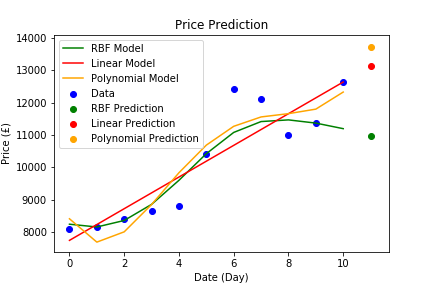 Price Prediction
Price (£)
14000
13000
12000
11000
10000
9000
8000
RBF Model
Linear Model
Polynomial Model
Data
RBF Prediction
Linear Prediction
Polynomial Prediction
0 2 4 6 8 10
Date (Day)